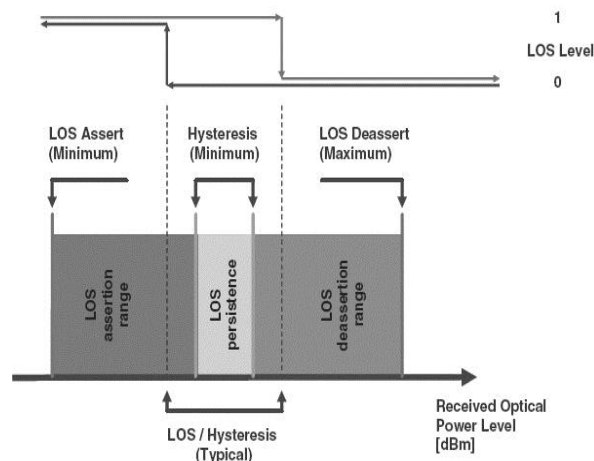 1
LOS Level
0
LOS Assert
(Minimum)
Hysteresis
(Minimum)
LOS Deassert
(Maximum)
LOS
assertion
range
LOS
persistence
LOS
deassertion
range
Received Optical
Power Level
[dBm]
LOS / Hysteresis
(Typical)